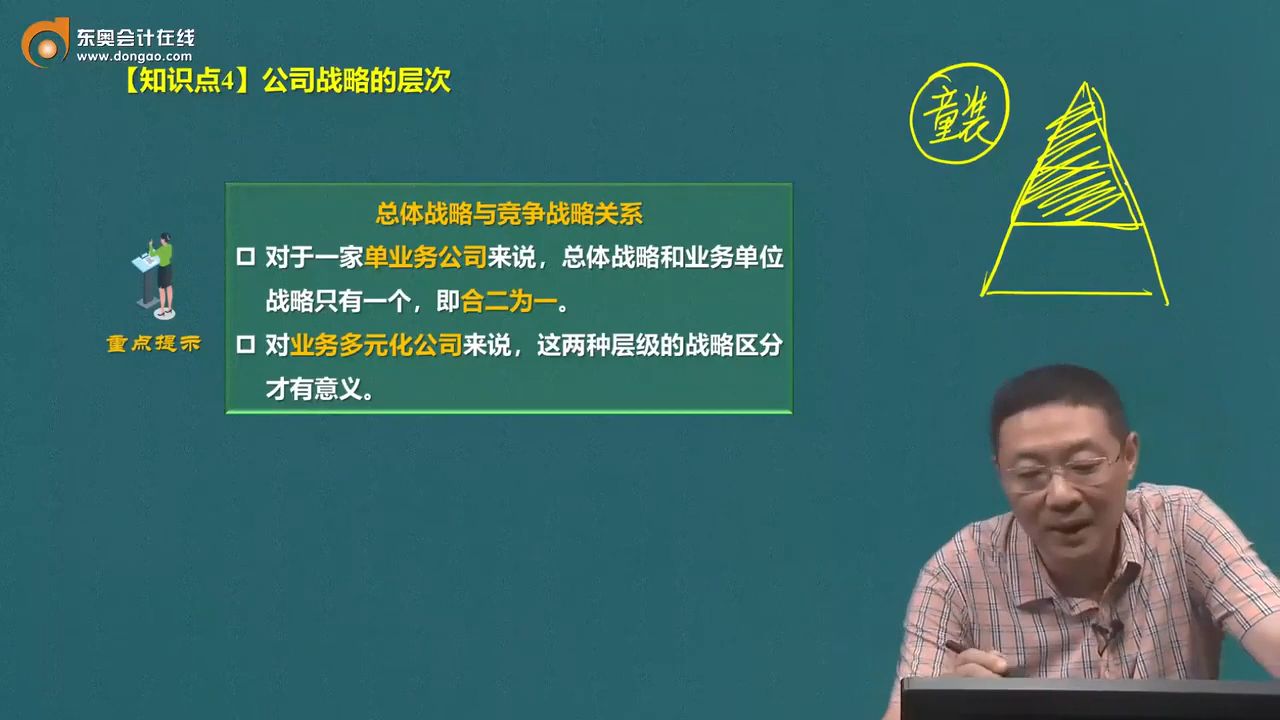 东奥会计在线
www.dongao.com
【知识点4】公司战略的层次
童装
总体战略与竞争战略关系
对于一家单业务公司来说，总体战略和业务单位
战略只有一个，即合二为一。
对业务多元化公司来说，这两种层级的战略区分
才有意义。
重点提示